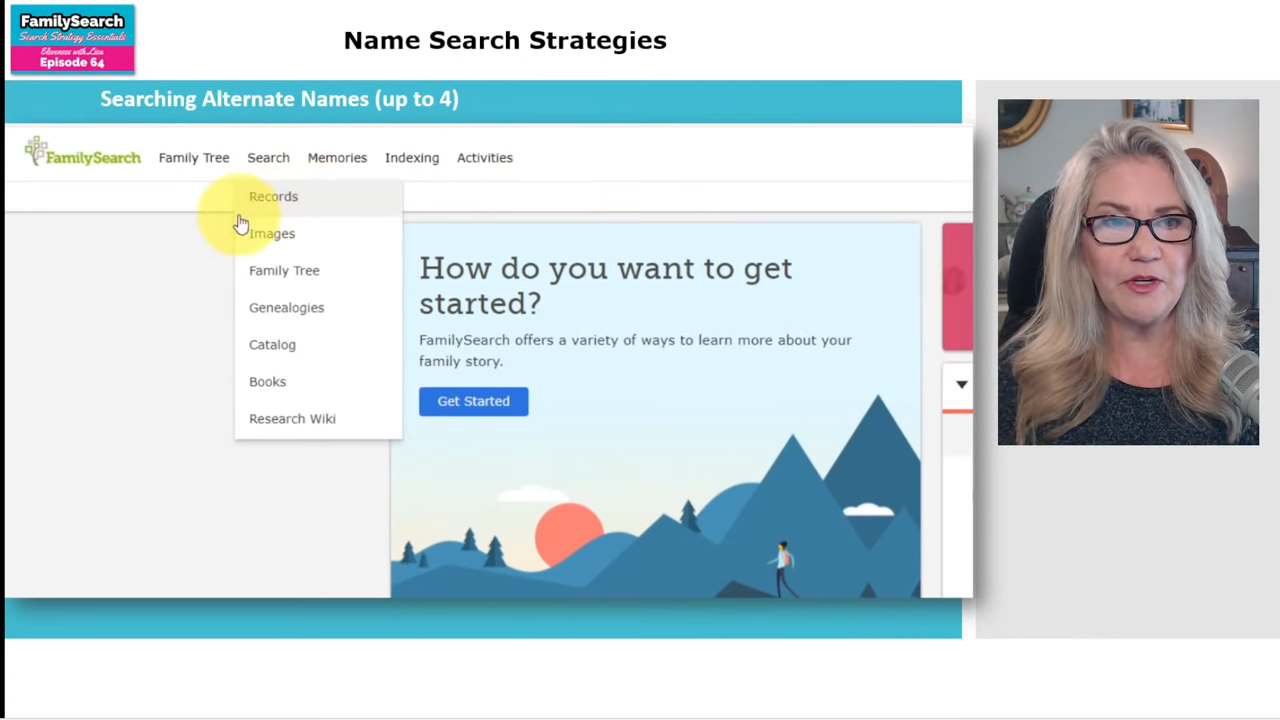 FamilySearch
Search Strategy Essentials
Elevenses with Lisa
Episode 64
Name Search Strategies
Searching Alternate Names (up to 4)
FamilySearch Family Tree Search Memories Indexing Activities
Records
Images
Family Tree
Genealogies
Catalog
Books
Research Wiki
How do you want to get
started?
FamilySearch offers a variety of ways to learn more about your
family story.
Get Started